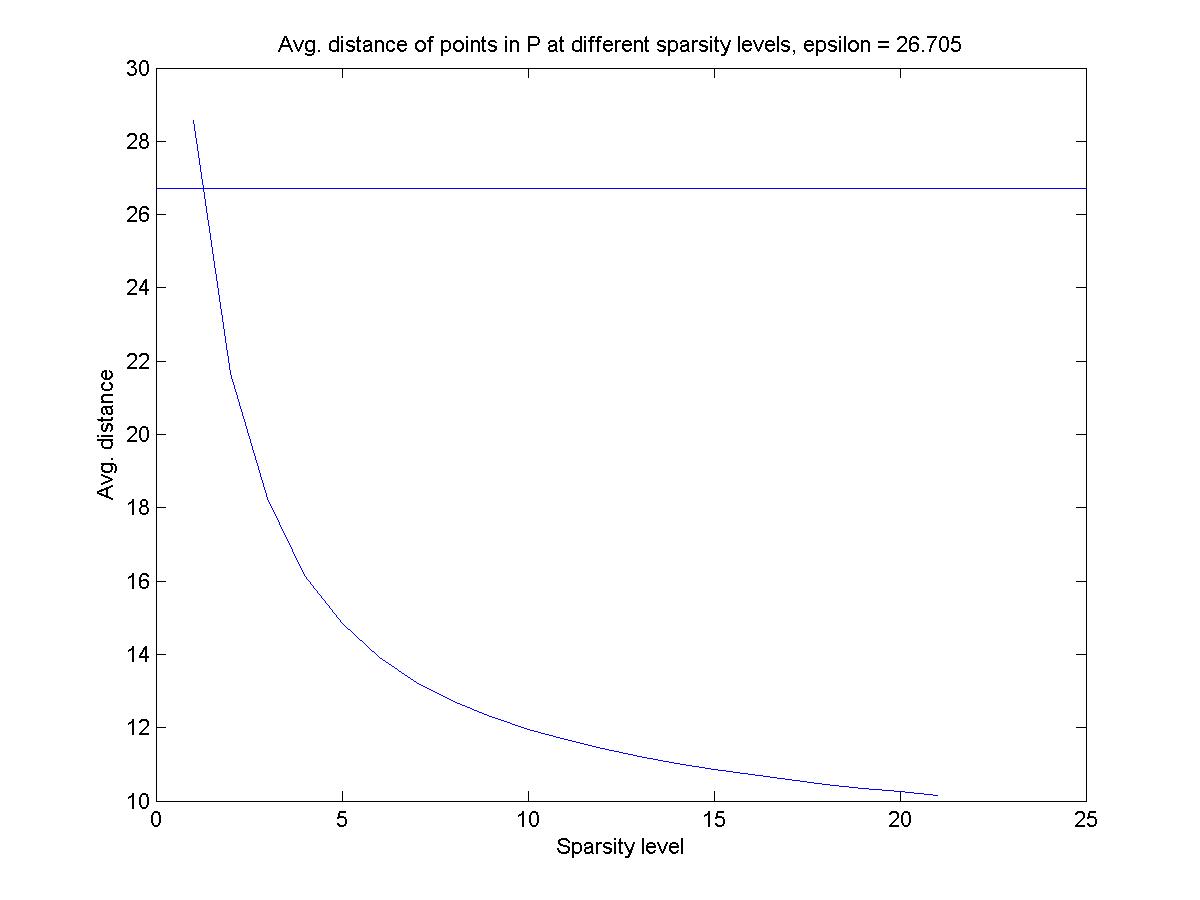 Avg. distance of points in P at different sparsity levels, epsilon = 26.705
30
28
26
24
22
20
18
16
14
12
10
Avg. distance
0 5 10 15 20 25
Sparsity level